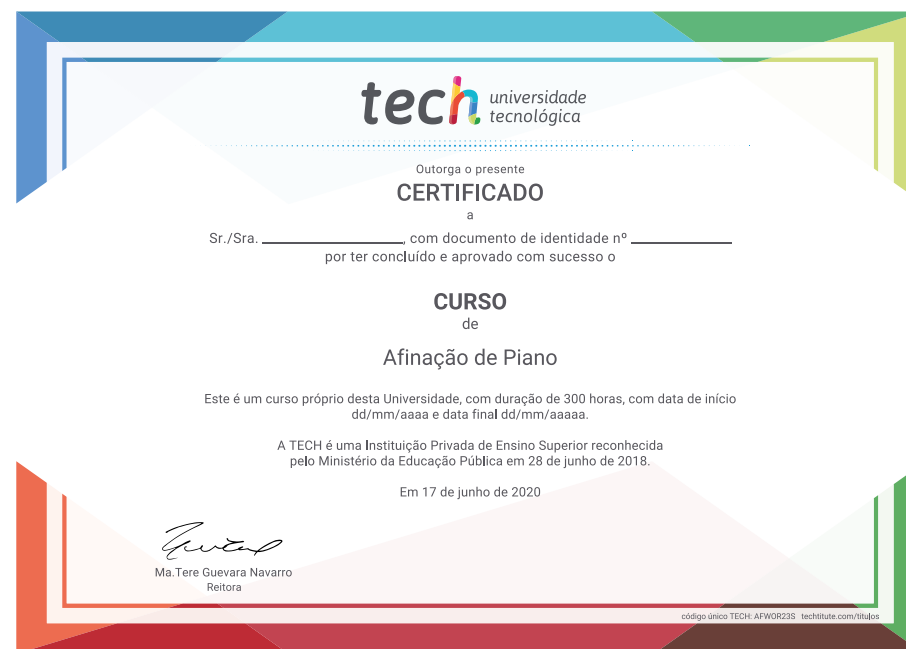 tech universidade
tecnológica
Outorga o presente
CERTIFICADO
a
Sr./Sra. , com documento de identidade nº
por ter concluído e aprovado com sucesso o
CURSO
de
Afinação de Piano
Este é um curso próprio desta Universidade, com duração de 300 horas, com data de início
dd/mm/aaaa e data final dd/mm/aaaaa.
A TECH é uma Instituição Privada de Ensino Superior reconhecida
pelo Ministério da Educação Pública em 28 de junho de 2018.
Em 17 de junho de 2020
Ma.Tere Guevara Navarro
Reitora
código único TECH: AFWOR23S techtitute.com/titulos